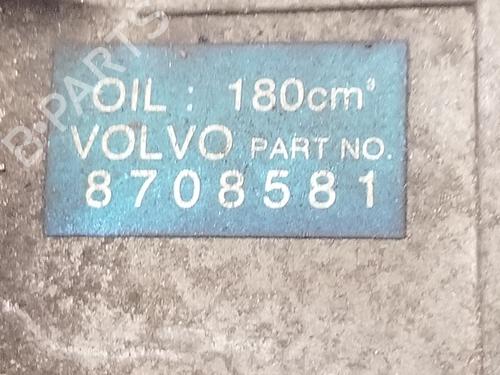 OIL : 180cm³
VOLVO PART NO.
8708581
B-PARTS